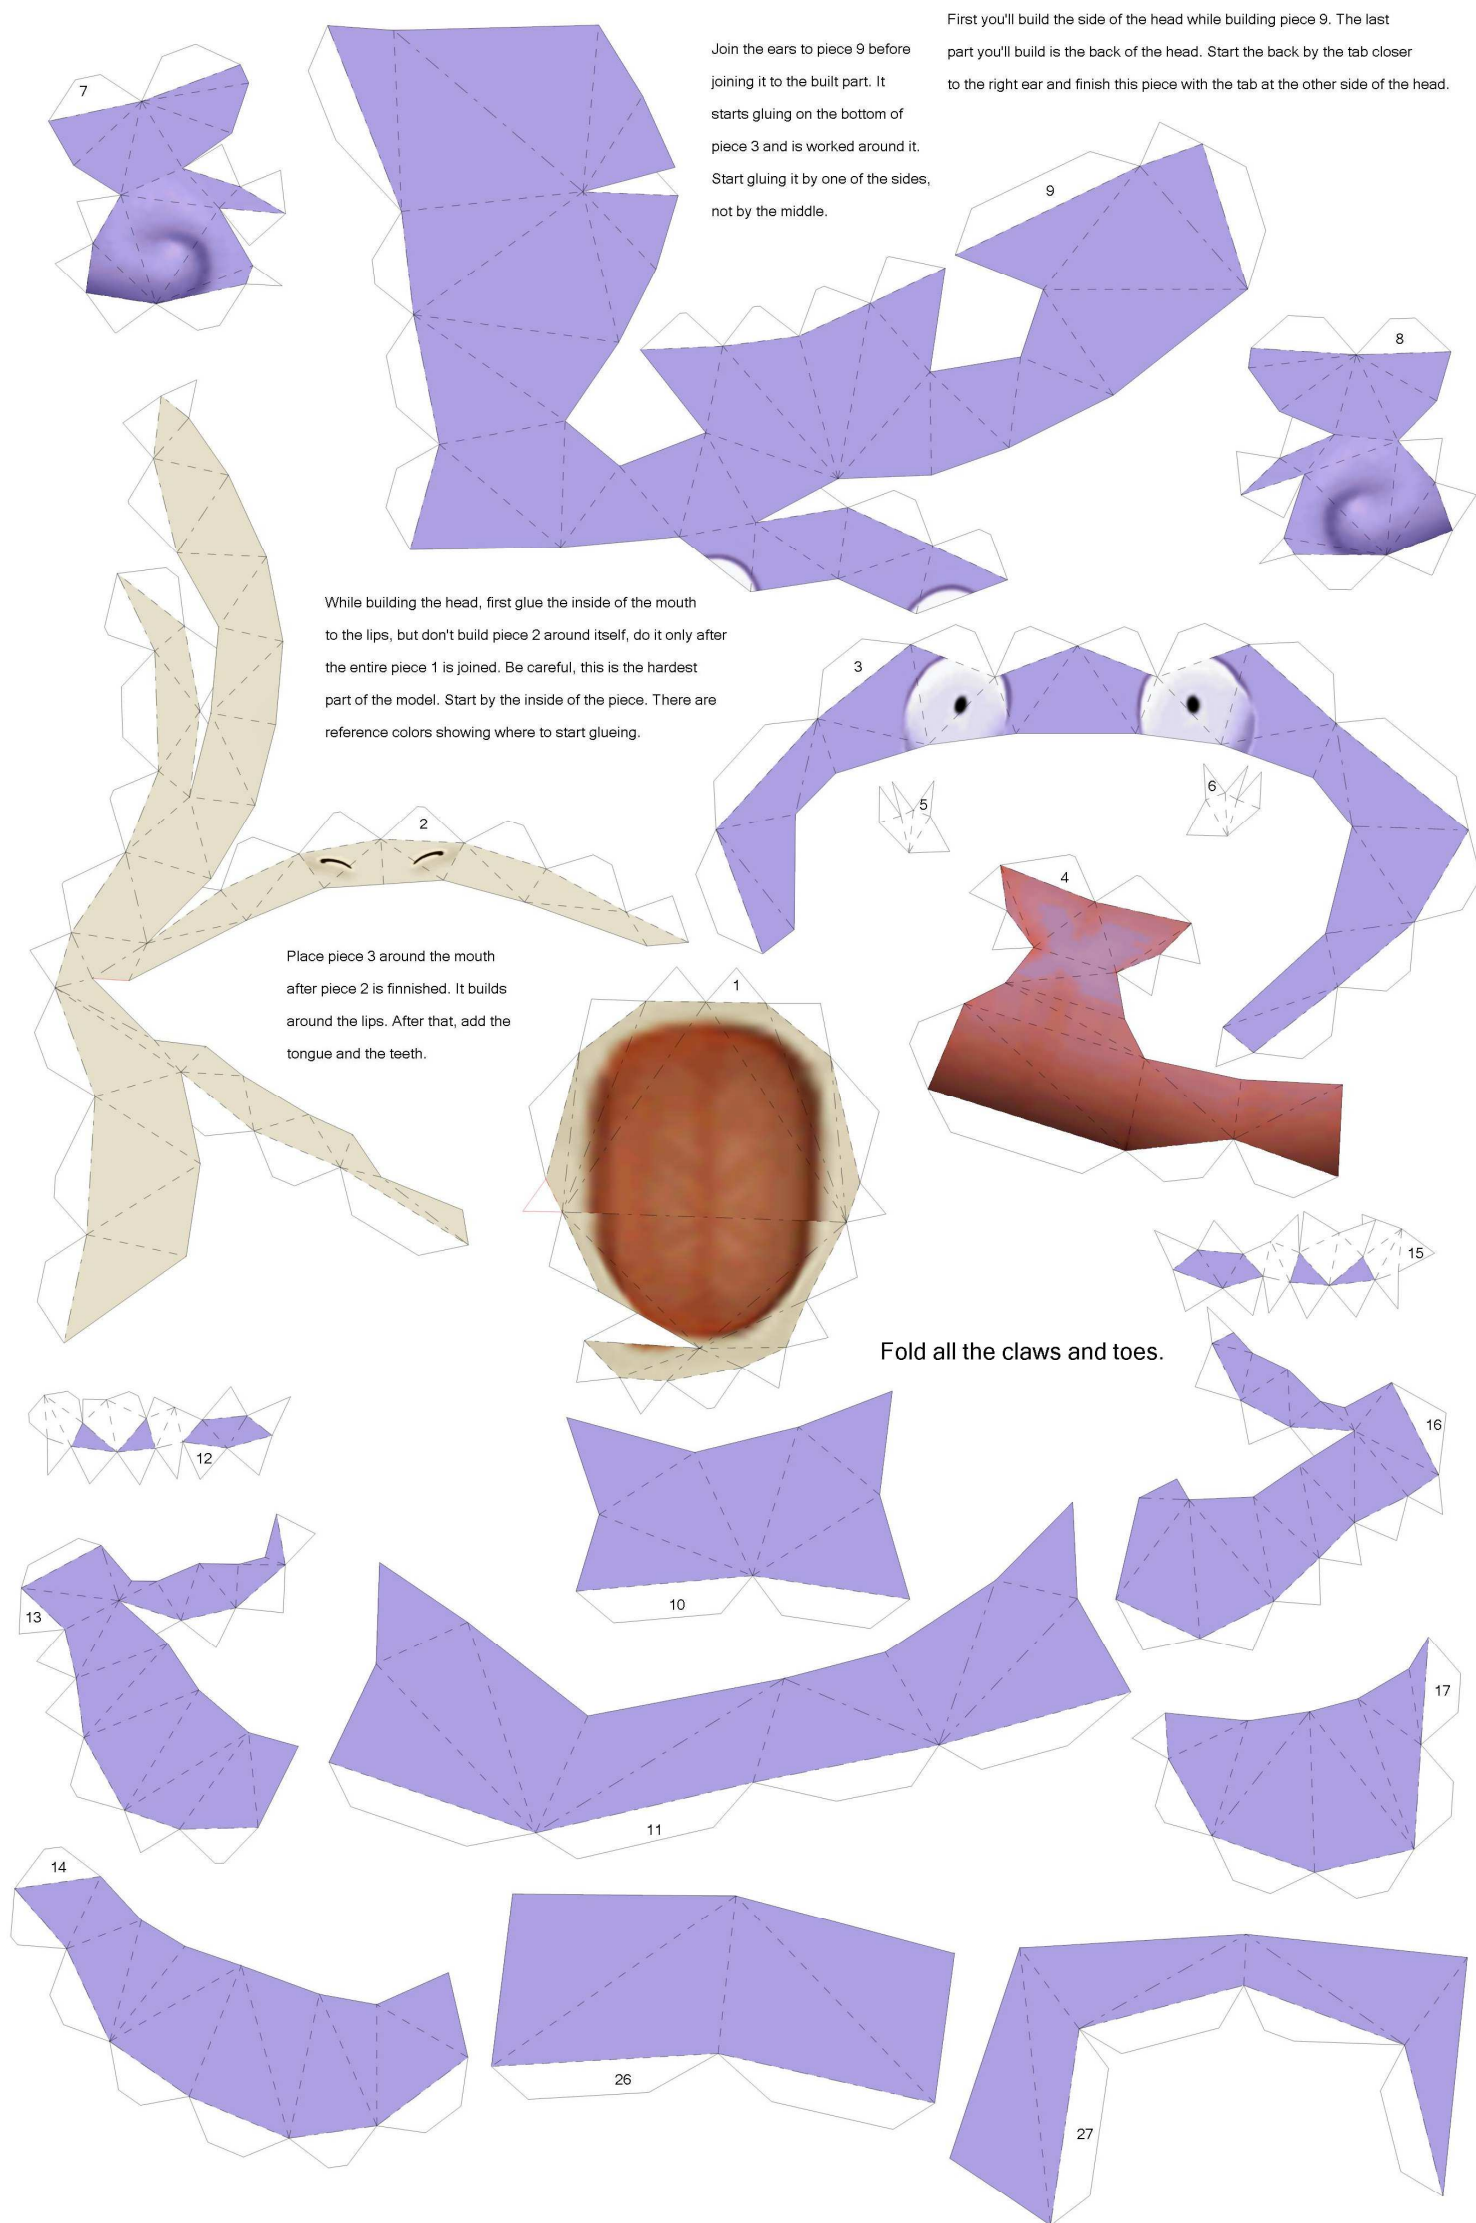 First you'll build the side of the head while building piece 9. The last
part you'll build is the back of the head. Start the back by the tab closer
to the right ear and finish this piece with the tab at the other side of the head.
Join the ears to piece 9 before
joining it to the built part. It
starts gluing on the bottom of
piece 3 and is worked around it.
Start gluing it by one of the sides,
not by the middle.
7
9
8
While building the head, first glue the inside of the mouth
to the lips, but don't build piece 2 around itself, do it only after
the entire piece 1 is joined. Be careful, this is the hardest
part of the model. Start by the inside of the piece. There are
reference colors showing where to start glueing.
3
5
6
2
4
Place piece 3 around the mouth
after piece 2 is finnished. It builds
around the lips. After that, add the
tongue and the teeth.
1
15
Fold all the claws and toes.
16
12
10
13
17
11
14
26
27